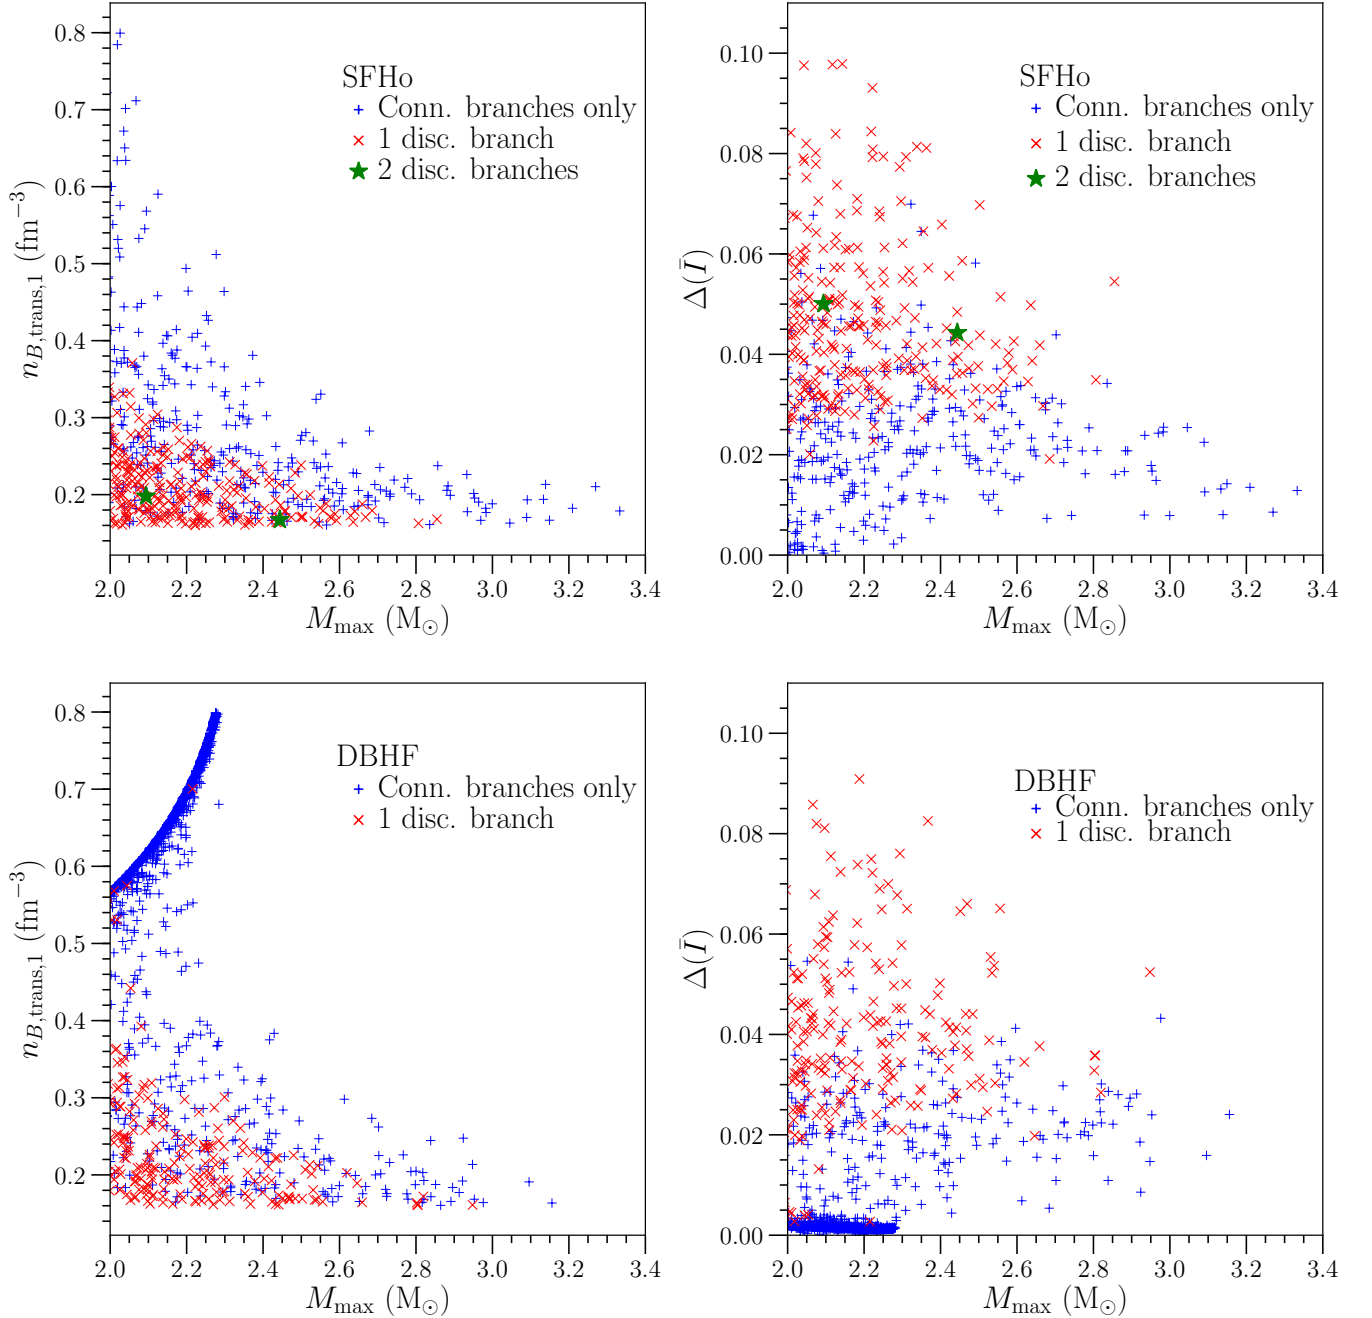 0.8
0.7
0.6
0.5
0.4
0.3
0.2
n_{B,trans,1} (fm^{−3})
SFHo
Conn. branches only
1 disc. branch
2 disc. branches
2.0 2.2 2.4 2.6 2.8 3.0 3.2 3.4
M_max (M_⊙)
0.10
0.08
0.06
0.04
0.02
0.00
Δ(Ī)
SFHo
Conn. branches only
1 disc. branch
2 disc. branches
2.0 2.2 2.4 2.6 2.8 3.0 3.2 3.4
M_max (M_⊙)
0.8
0.7
0.6
0.5
0.4
0.3
0.2
n_{B,trans,1} (fm^{−3})
DBHF
Conn. branches only
1 disc. branch
2.0 2.2 2.4 2.6 2.8 3.0 3.2 3.4
M_max (M_⊙)
0.10
0.08
0.06
0.04
0.02
0.00
Δ(Ī)
DBHF
Conn. branches only
1 disc. branch
2.0 2.2 2.4 2.6 2.8 3.0 3.2 3.4
M_max (M_⊙)